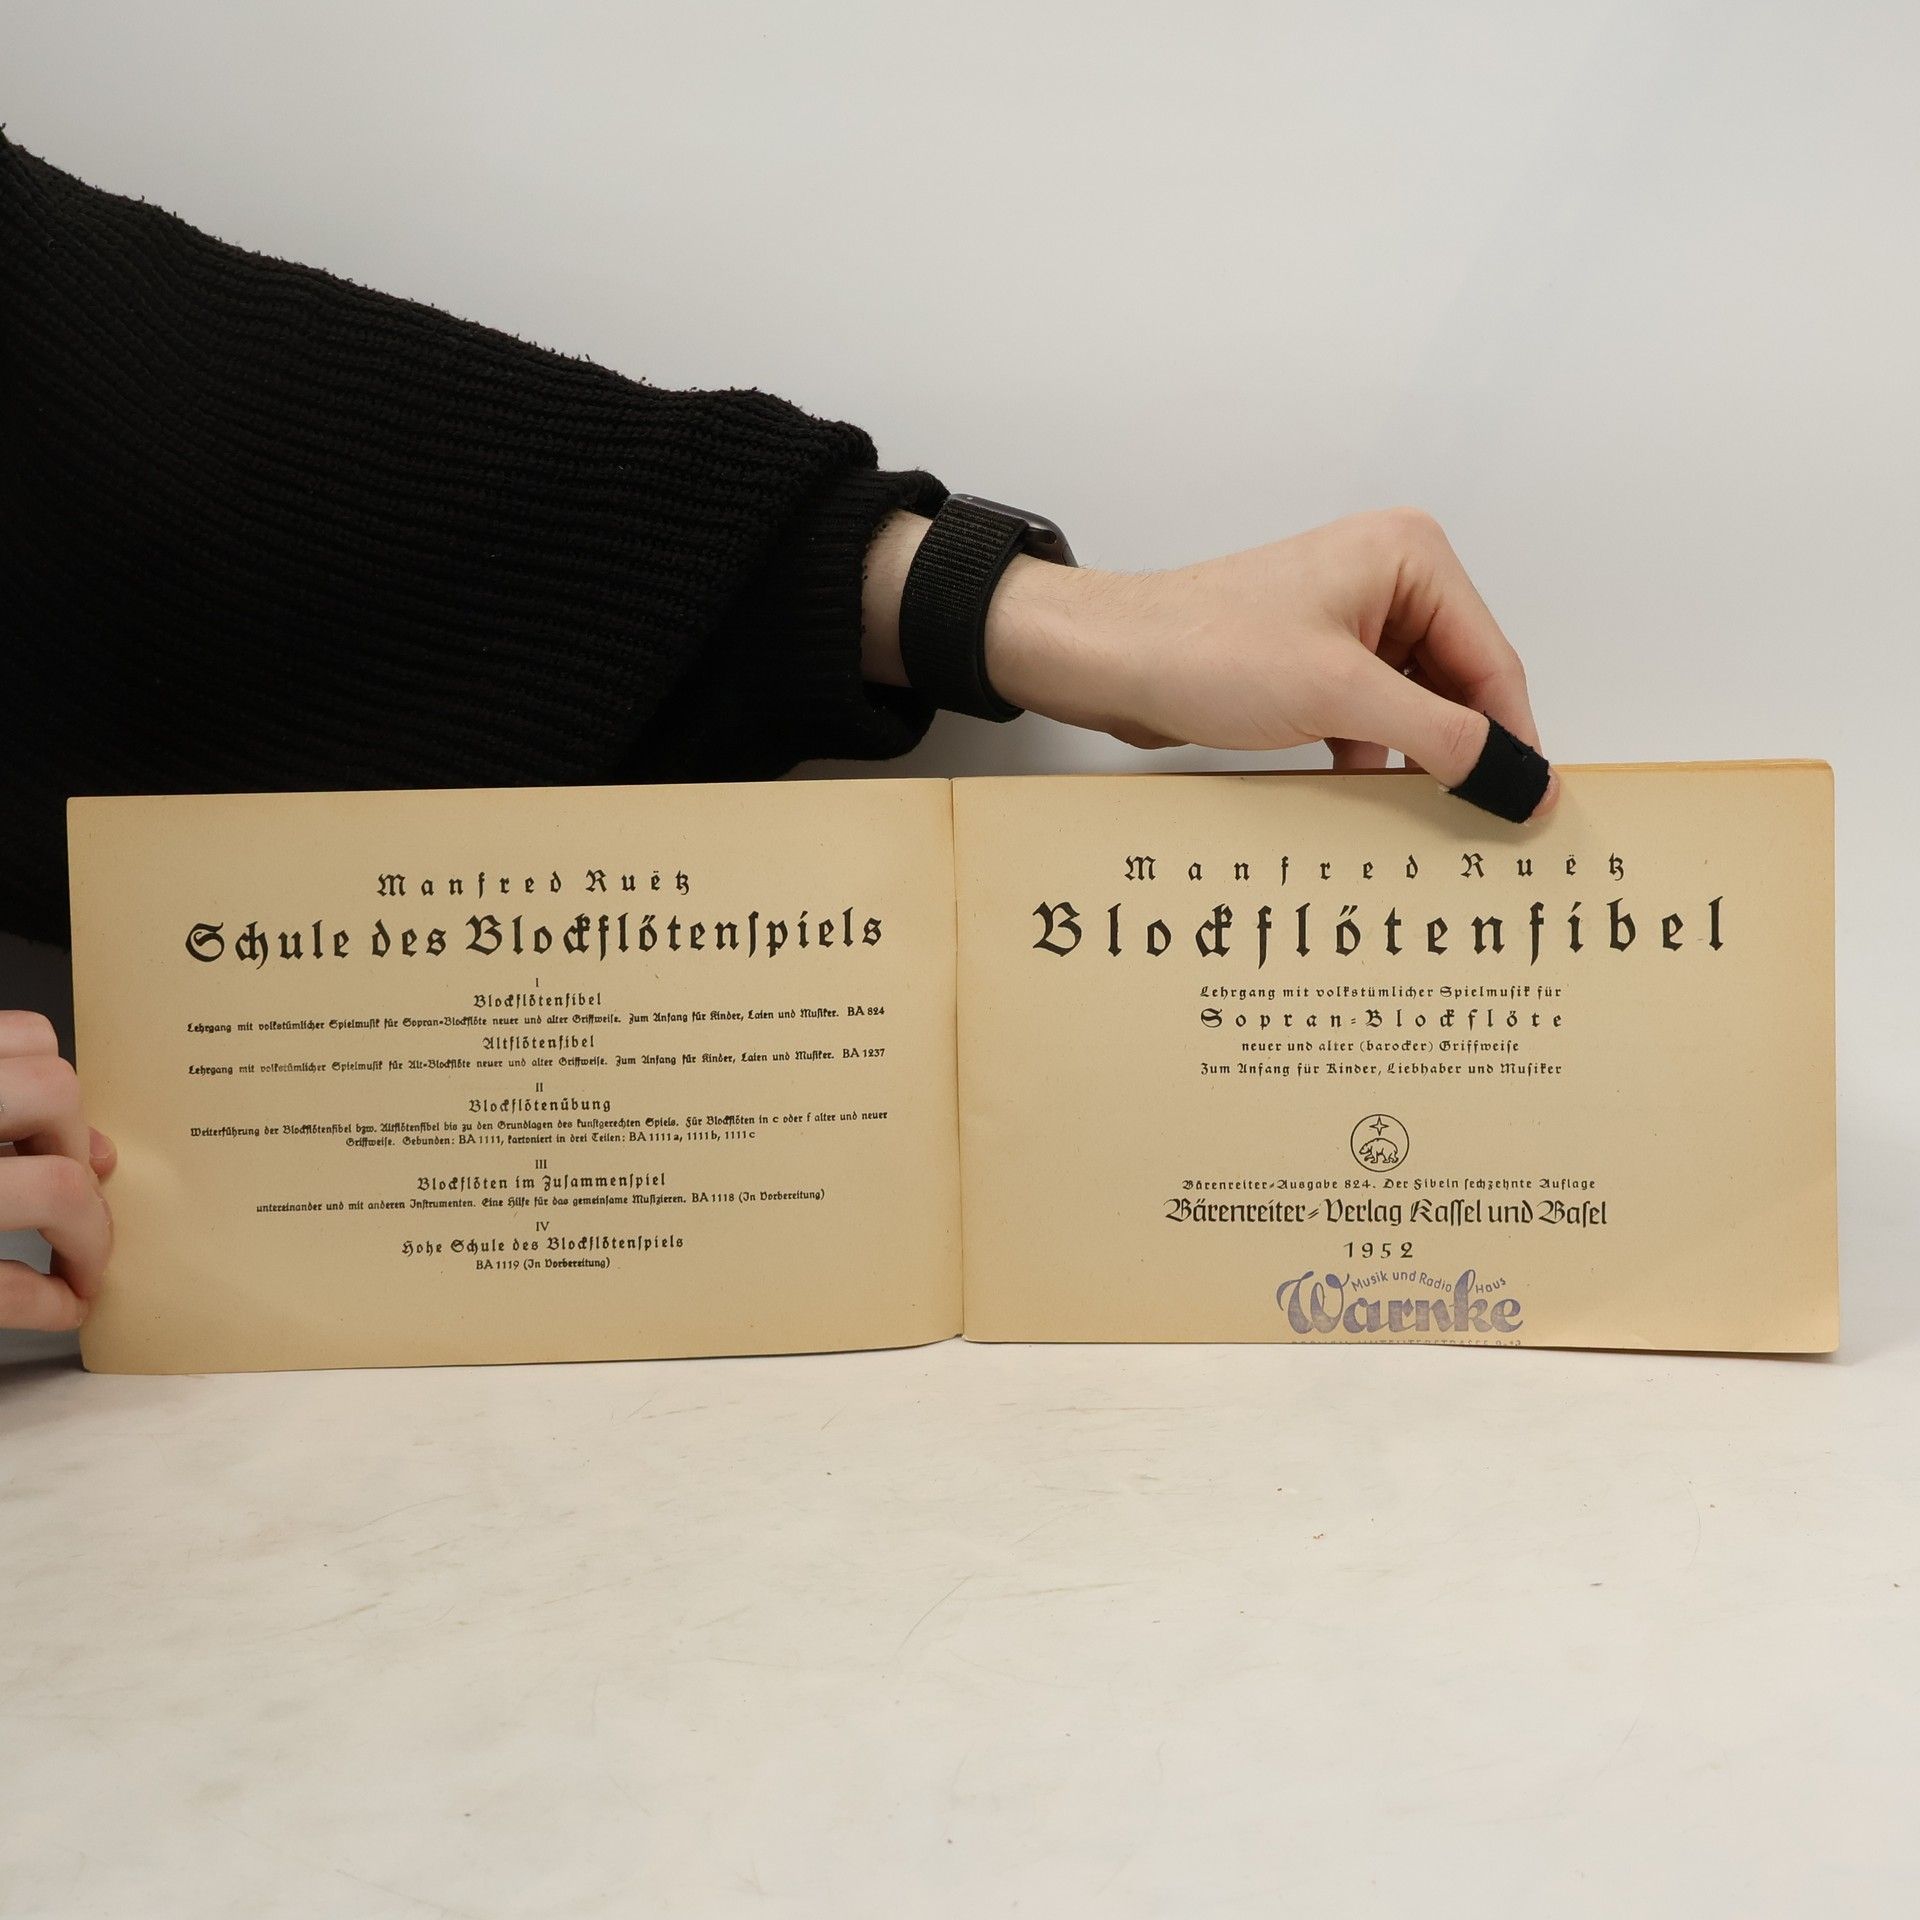 Manfred Ruëtz
Schule des Blockflötenspiels
I
Blockflötenfibel
Lehrgang mit volkstümlicher Spielmusik für Sopran-Blockflöte neuer und alter Griffweise. Zum Anfang für Kinder, Laien und Musiker. BA 824
Altflötenfibel
Lehrgang mit volkstümlicher Spielmusik für Alt-Blockflöte neuer und alter Griffweise. Zum Anfang für Kinder, Laien und Musiker. BA 1237
II
Blockflötenübung
Weiterführung der Blockflötenfibel bzw. Altflötenfibel bis zu den Grundlagen des kunstgerechten Spiels. Für Blockflöten in c oder f alter und neuer
Griffweise. Gebunden: BA 1111, kartoniert in drei Teilen: BA 1111a, 1111b, 1111c
III
Blockflöten im Zusammenspiel
untereinander und mit anderen Instrumenten. Eine Hilfe für das gemeinsame Musizieren. BA 1118 (In Vorbereitung)
IV
Hohe Schule des Blockflötenspiels
BA 1119 (In Vorbereitung)
Manfred Ruëtz
Blockflötenfibel
Lehrgang mit volkstümlicher Spielmusik für
Sopran-Blockflöte
neuer und alter (barocker) Griffweise
Zum Anfang für Kinder, Liebhaber und Musiker
Bärenreiter-Ausgabe 824. Der Fibeln sechzehnte Auflage
Bärenreiter-Verlag Kassel und Basel
1952
Musik und Radio Haus
Warnke